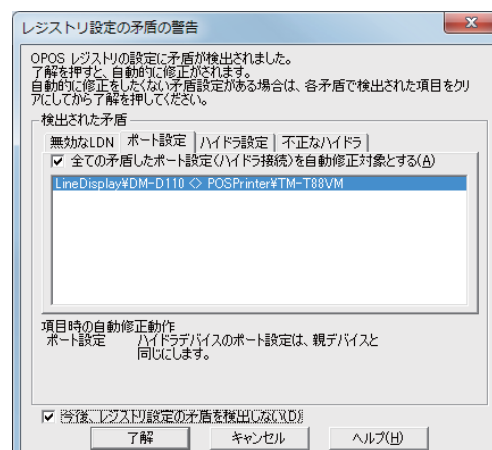 レジストリ設定の矛盾の警告
OPOS レジストリの設定に矛盾が検出されました。
了解を押すと、自動的に修正がされます。
自動的に修正をしたくない矛盾設定がある場合は、各矛盾で検出された項目をクリ
アにしてから了解を押してください。
検出された矛盾
無効なLDN ポート設定 ハイドラ設定 不正なハイドラ
全ての矛盾したポート設定(ハイドラ接続)を自動修正対象とする(A)
LineDisplay¥DM-D110 <> POSPrinter¥TM-T88VM
項目時の自動修正動作
ポート設定 ハイドラデバイスのポート設定は、親デバイスと
同じにします。
今後、レジストリ設定の矛盾を検出しない(D)
了解 キャンセル ヘルプ(H)